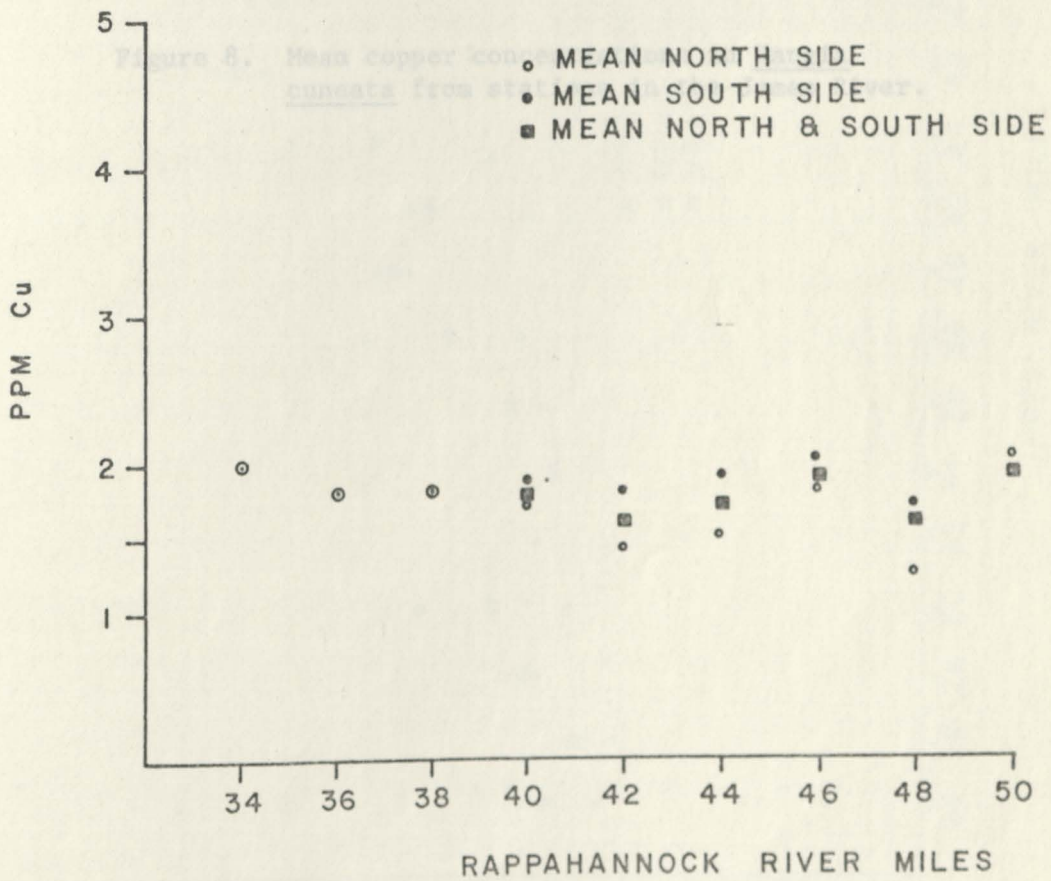 5
Figure 8. Mean copper
cuneata from stations in the James River.
MEAN NORTH SIDE
MEAN SOUTH SIDE
MEAN NORTH & SOUTH SIDE
4
3
PPM Cu
2
1
34 36 38 40 42 44 46 48 50
RAPPAHANNOCK RIVER MILES